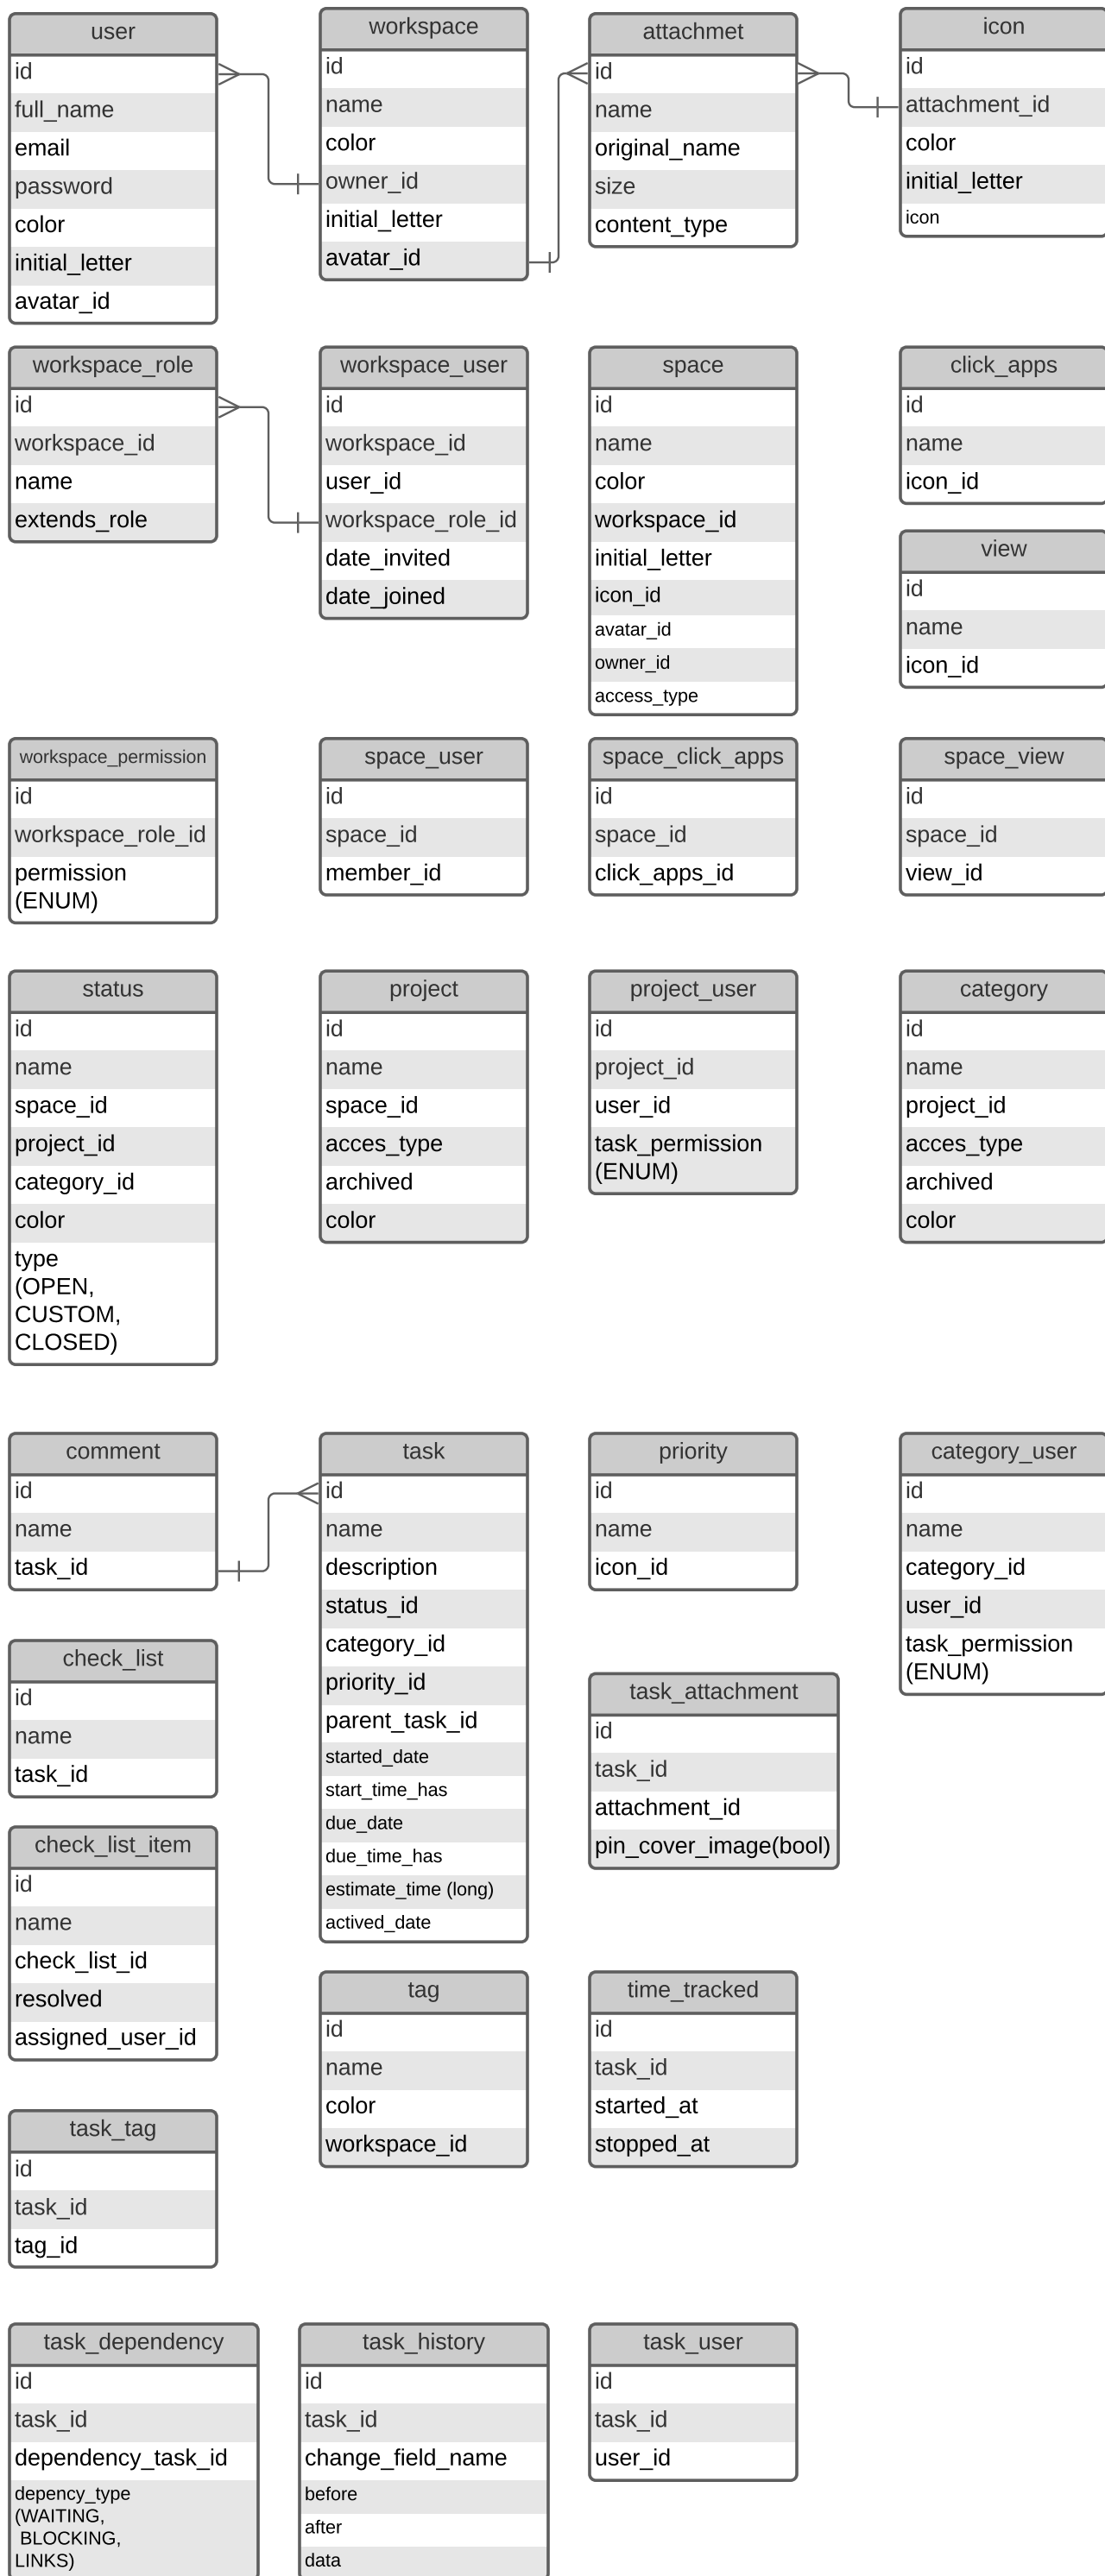 user
id
full_name
email
password
color
initial_letter
avatar_id
workspace
id
name
color
owner_id
initial_letter
avatar_id
attachmet
id
name
original_name
size
content_type
icon
id
attachment_id
color
initial_letter
icon
workspace_role
id
workspace_id
name
extends_role
workspace_user
id
workspace_id
user_id
workspace_role_id
date_invited
date_joined
space
id
name
color
workspace_id
initial_letter
icon_id
avatar_id
owner_id
access_type
click_apps
id
name
icon_id
view
id
name
icon_id
workspace_permission
id
workspace_role_id
permission
(ENUM)
space_user
id
space_id
member_id
space_click_apps
id
space_id
click_apps_id
space_view
id
space_id
view_id
status
id
name
space_id
project_id
category_id
color
type
(OPEN,
CUSTOM,
CLOSED)
project
id
name
space_id
acces_type
archived
color
project_user
id
project_id
user_id
task_permission
(ENUM)
category
id
name
project_id
acces_type
archived
color
comment
id
name
task_id
task
id
name
description
status_id
category_id
priority_id
parent_task_id
started_date
start_time_has
due_date
due_time_has
estimate_time (long)
actived_date
priority
id
name
icon_id
category_user
id
name
category_id
user_id
task_permission
(ENUM)
check_list
id
name
task_id
task_attachment
id
task_id
attachment_id
pin_cover_image(bool)
check_list_item
id
name
check_list_id
resolved
assigned_user_id
tag
id
name
color
workspace_id
time_tracked
id
task_id
started_at
stopped_at
task_tag
id
task_id
tag_id
task_dependency
id
task_id
dependency_task_id
depency_type
(WAITING,
BLOCKING,
LINKS)
task_history
id
task_id
change_field_name
before
after
data
task_user
id
task_id
user_id